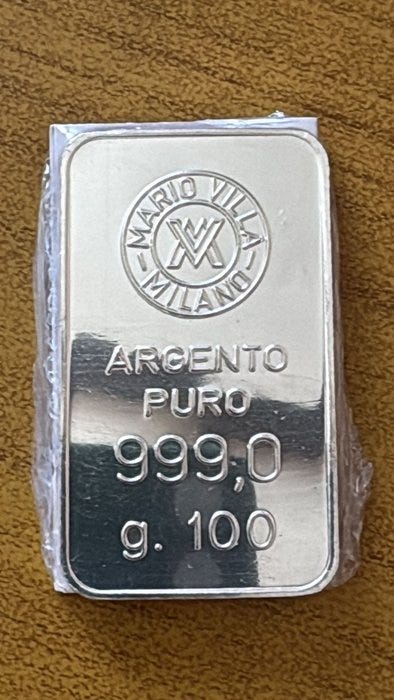 MARIO VILLA
MILANO
ARGENTO
PURO
999,0
g. 100